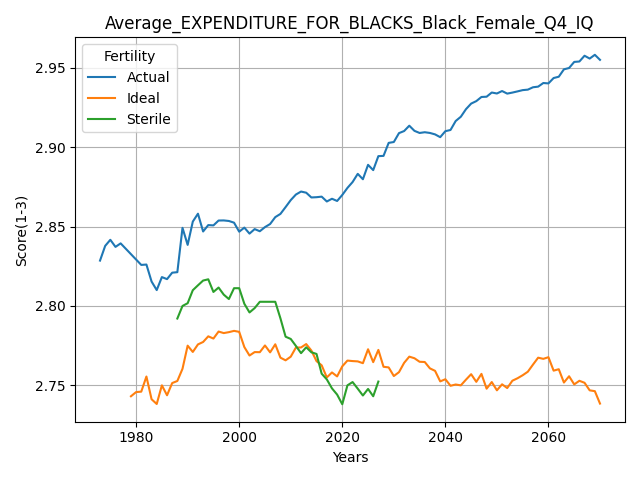 Average_EXPENDITURE_FOR_BLACKS_Black_Female_Q4_IQ
Fertility
Actual
Ideal
Sterile
Score(1-3)
2.95
2.90
2.85
2.80
2.75
1980
2000
2020
2040
2060
Years